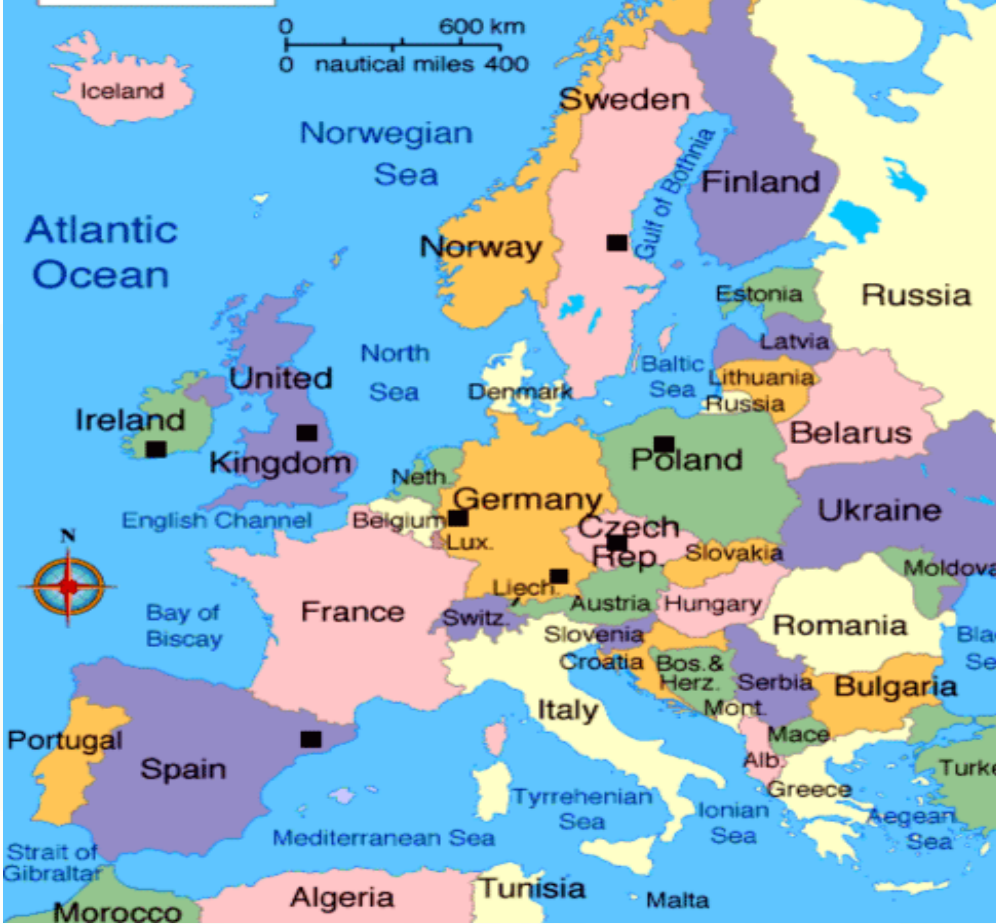 0 600 km
0 nautical miles 400
Iceland
Sweden
Norwegian
Sea
Gulf of Bothnia
Finland
Atlantic
Ocean
Norway
Estonia
Russia
Latvia
North
Sea
Baltic
Sea
United
Kingdom
Denmark
Lithuania
Russia
Ireland
Belarus
Poland
Neth.
Germany
Ukraine
English Channel
Belgium
Czech
Rep.
Lux.
Slovakia
N
Moldova
Liech.
Austria
Hungary
France
Switz.
Bay of
Biscay
Romania
Slovenia
Bla
Se
Croatia
Bos.&
Herz.
Serbia
Bulgaria
Mont.
Italy
Portugal
Mace.
Spain
Alb.
Turke
Greece
Tyrrehenian
Sea
Ionian
Sea
Aegean
Sea
Mediterranean Sea
Strait of
Gibraltar
Algeria
Tunisia
Malta
Morocco